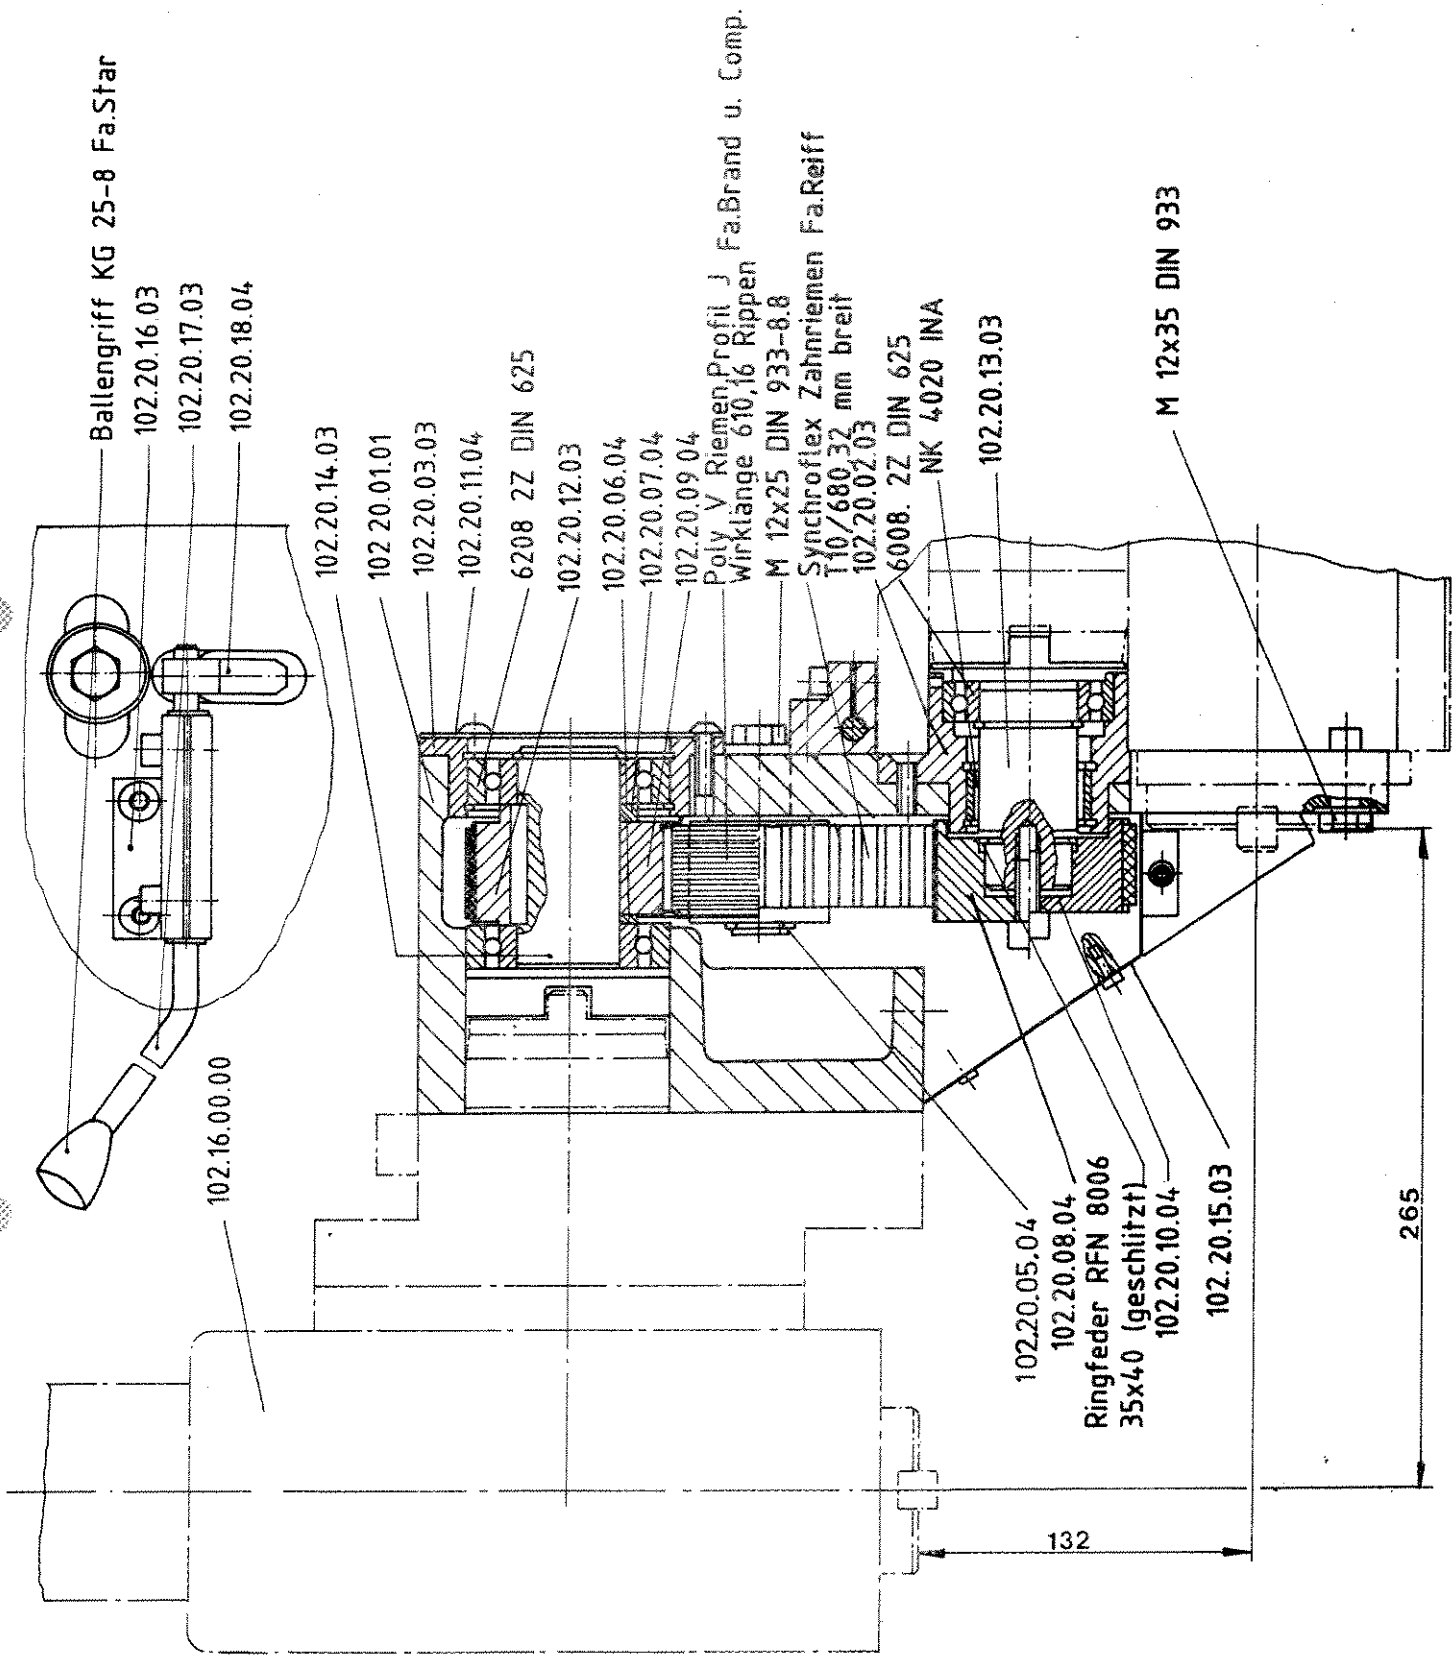 Ballengriff KG 25-8 Fa.Star
102.20.16.03
102.20.17.03
102.20.18.04
102.20.14.03
102 20.01.01
102.20.03.03
102.20.11.04
6208 2Z DIN 625
102.20.12.03
102.20.06.04
102.20.07.04
102.20.09 04
Poly V Riemen,Profil J Fa.Brand u. Comp.
Wirklänge 610,16 Rippen
M 12x25 DIN 933-8.8
Synchroflex Zahnriemen Fa.Reiff
T10/680 32 mm breit
102.20.02.03
6008. 2Z DIN 625
NK 4020 INA
102.20.13.03
M 12x35 DIN 933
102.16.00.00
102.20.05.04
102.20.08.04
Ringfeder RFN 8006
35x40 (geschlitzt)
102.20.10.04
102.20.15.03
265
132